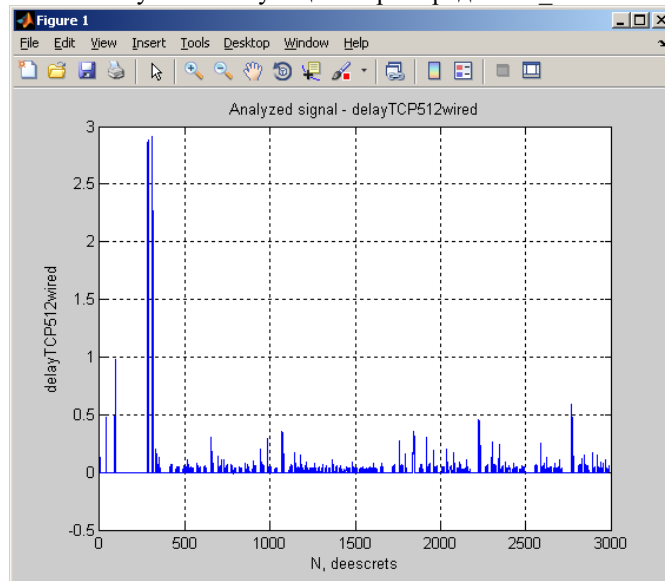 Figure 1
File Edit View Insert Tools Desktop Window Help
Analyzed signal - delayTCP512wired
delayTCP512wired
3
2.5
2
1.5
1
0.5
0
-0.5
0 500 1000 1500 2000 2500 3000
N, deescrets